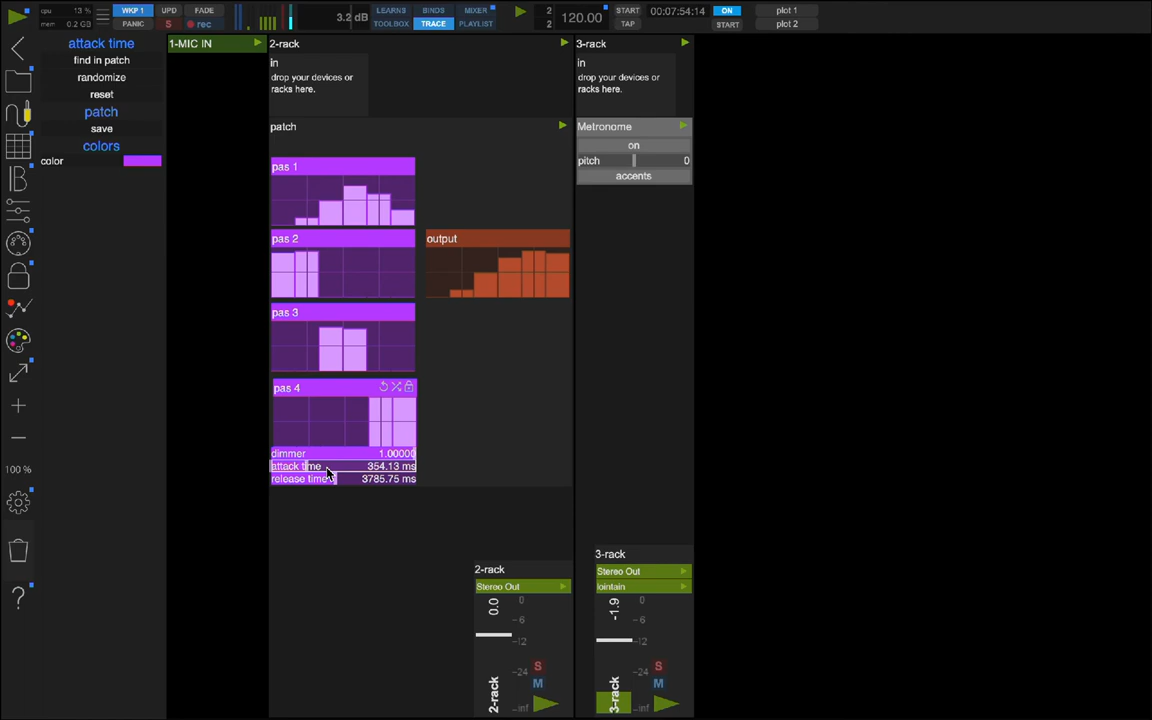 cpu 13 %
mem 0.2 GB
WKP 1
UPD
FADE
PANIC
S
rec
3.2 dB
LEARNS
BINDS
MIXER
TOOLBOX
TRACE
PLAYLIST
2
2
120.00
START
TAP
00:07:54:14
ON
START
plot 1
plot 2
attack time
find in patch
randomize
reset
patch
save
colors
color
100 %
?
1-MIC IN
2-rack
in
drop your devices or
racks here.
patch
pas 1
pas 2
output
pas 3
pas 4
dimmer 1.00000
attack time 354.13 ms
release time 3785.75 ms
2-rack
Stereo Out
0.0
0
-6
-12
-24
-inf
S
M
2-rack
3-rack
in
drop your devices or
racks here.
Metronome
on
pitch 0
accents
3-rack
Stereo Out
lointain
-1.9
0
-6
-12
-24
-inf
S
M
3-rack